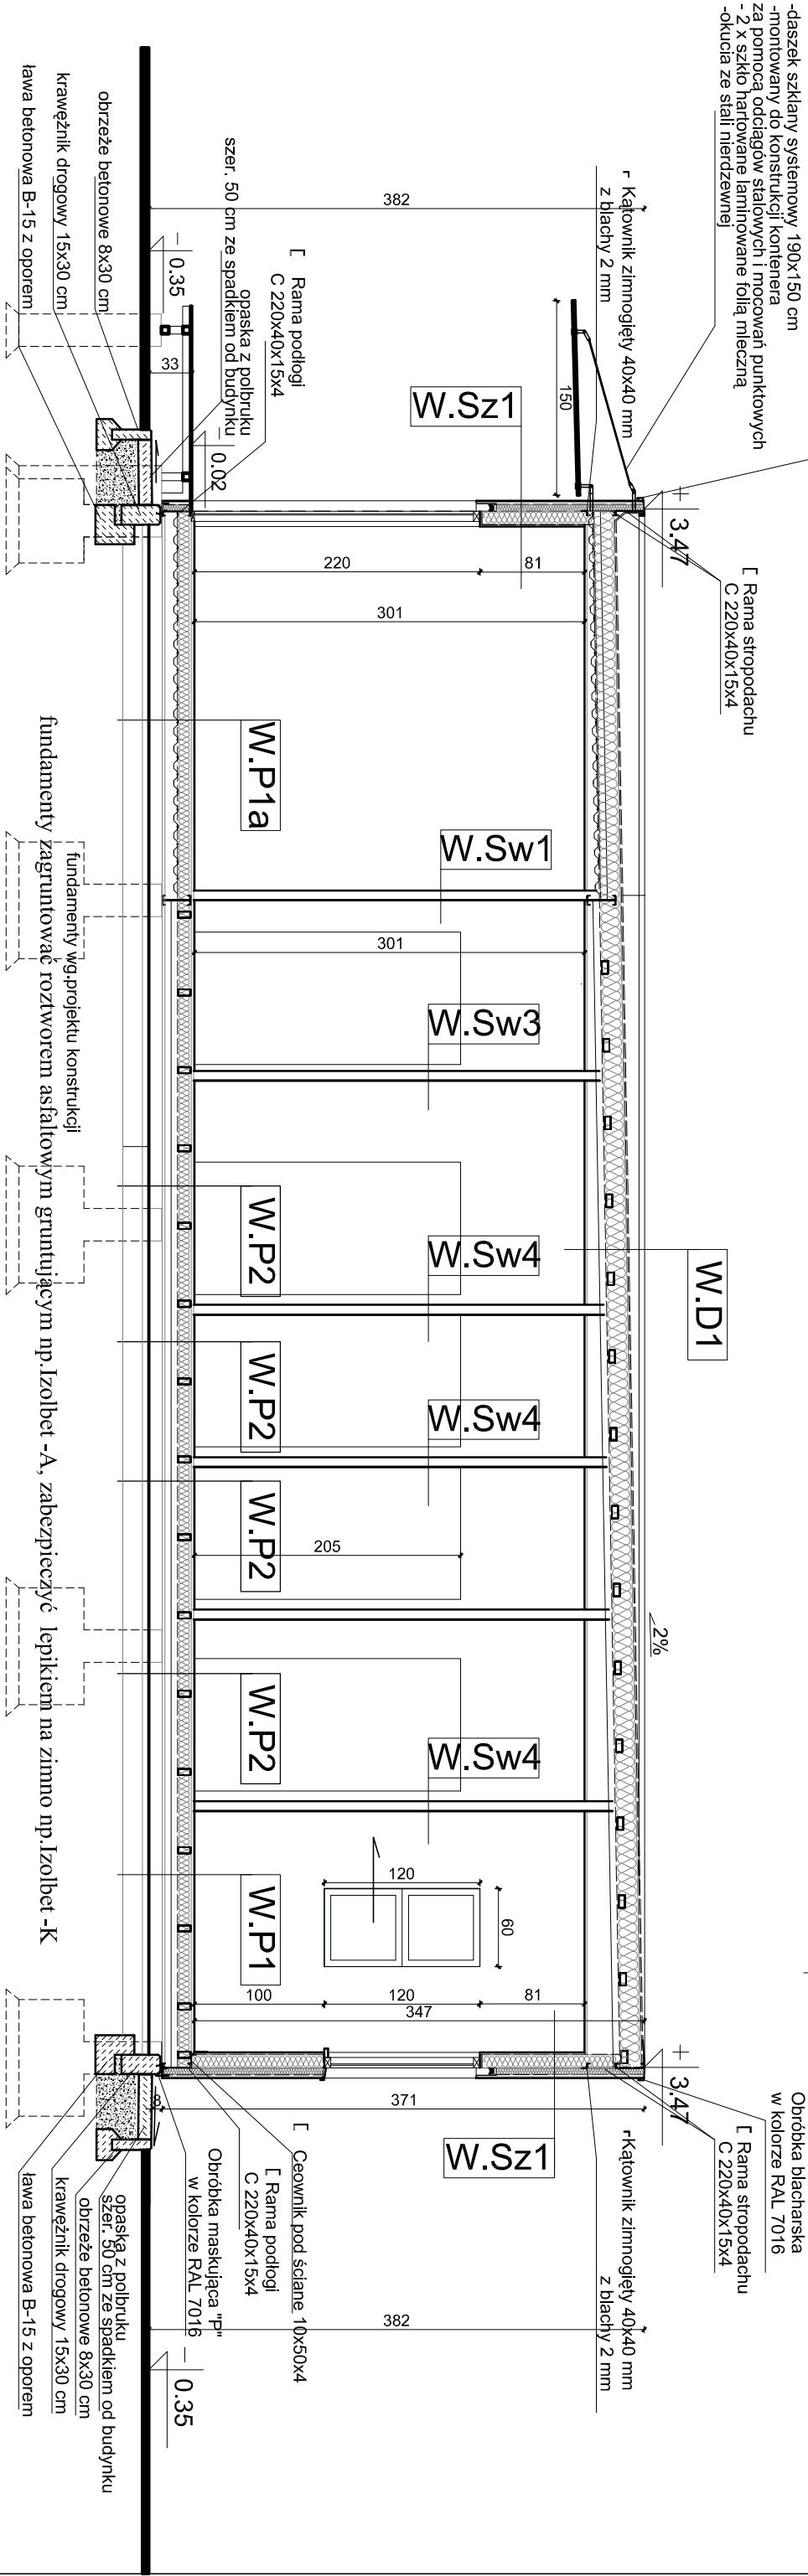 -daszek szklany systemowy 190x150 cm
-montowany do konstrukcji kontenera
za pomocą odciągów stalowych i mocowań punktowych
- 2 x szkło hartowane laminowane folią mleczną
-okucia ze stali nierdzewnej
Kątownik zimnogięty 40x40 mm
z blachy 2 mm
+
3.47
Rama stropodachu
C 220x40x15x4
150
382
W.Sz1
Rama podłogi
C 220x40x15x4
opaska z polbruku
szer. 50 cm ze spadkiem od budynku
− 0.35
− 0.02
33
obrzeże betonowe 8x30 cm
krawężnik drogowy 15x30 cm
ława betonowa B-15 z oporem
220
81
301
W.P1a
W.Sw1
301
W.Sw3
W.D1
W.P2
W.Sw4
W.P2
W.Sw4
W.P2
205
2%
W.P2
W.Sw4
W.P1
120
60
100
120
81
347
371
8
fundamenty wg.projektu konstrukcji
fundamenty zagruntować roztworem asfaltowym gruntującym np.Izolbet -A, zabezpieczyć lepikiem na zimno np.Izolbet -K
+
3.47
Obróbka blacharska
w kolorze RAL 7016
Rama stropodachu
C 220x40x15x4
W.Sz1
Kątownik zimnogięty 40x40 mm
z blachy 2 mm
Ceownik pod ściane 10x50x4
Rama podłogi
C 220x40x15x4
Obróbka maskująca "P"
w kolorze RAL 7016
382
− 0.35
opaska z polbruku
szer. 50 cm ze spadkiem od budynku
obrzeże betonowe 8x30 cm
krawężnik drogowy 15x30 cm
ława betonowa B-15 z oporem